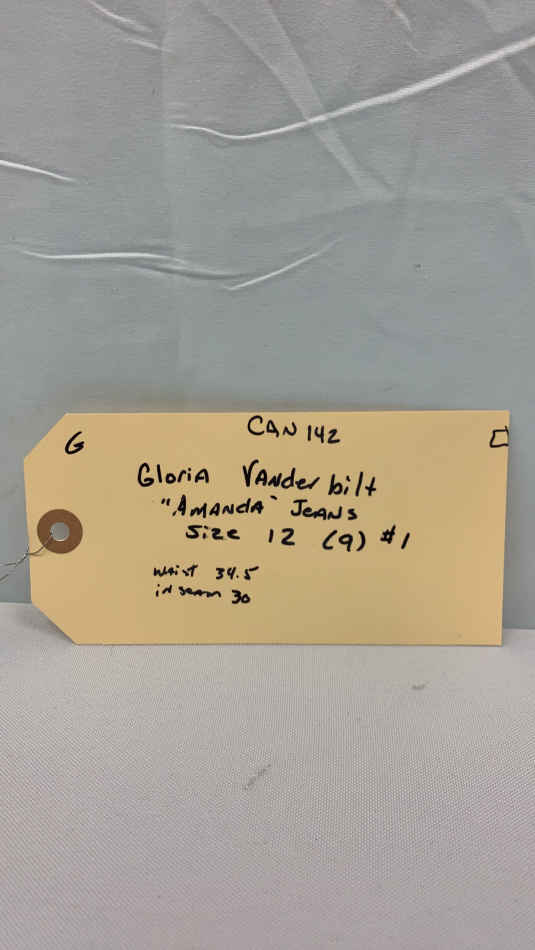 CAN 142
G
Gloria Vanderbilt
"Amanda" Jeans
Size 12 (9) #1
waist 34.5
inseam 30